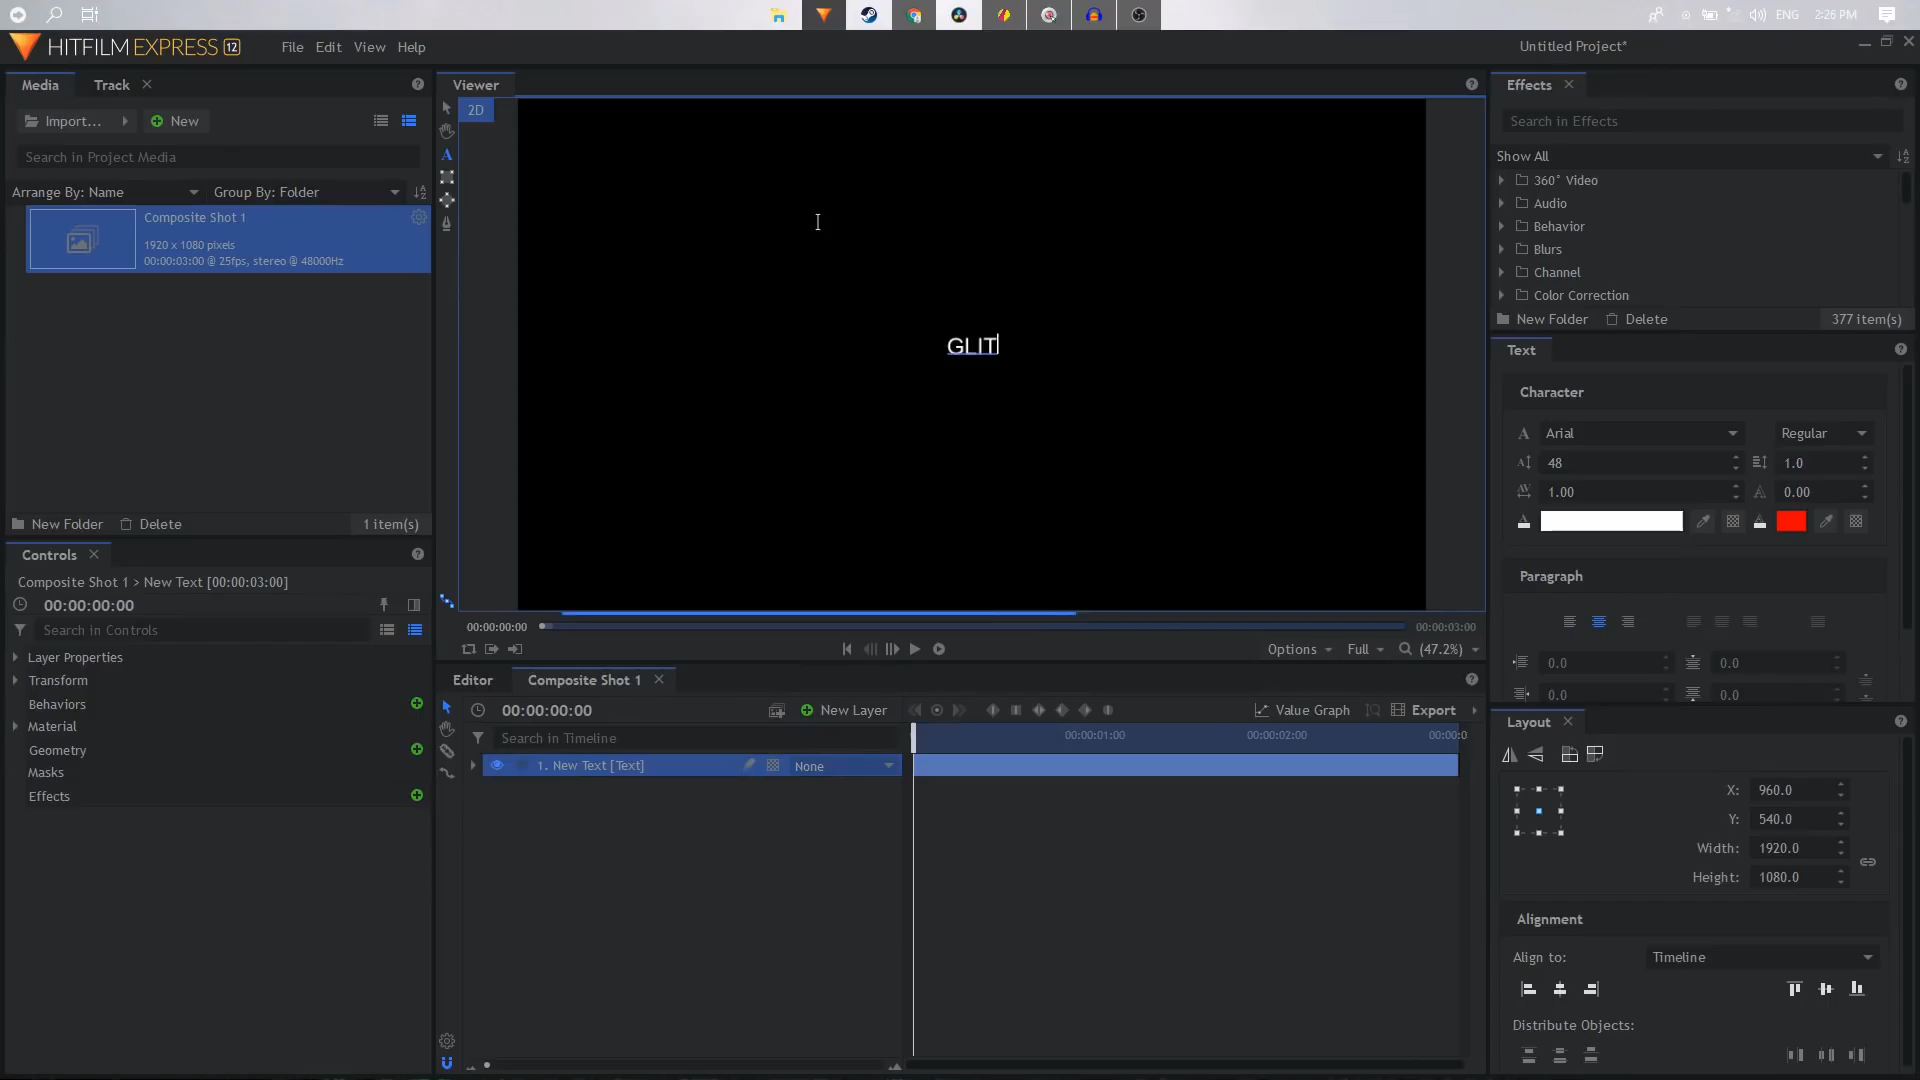 ENG 2:26 PM
HITFILM EXPRESS 12 File Edit View Help Untitled Project*
Media Track
Import... New
Search in Project Media
Arrange By: Name Group By: Folder
Composite Shot 1
1920 x 1080 pixels
00:00:03:00 @ 25fps, stereo @ 48000Hz
New Folder Delete 1 item(s)
Controls
Composite Shot 1 > New Text [00:00:03:00]
00:00:00:00
Search in Controls
Layer Properties
Transform
Behaviors
Material
Geometry
Masks
Effects
Viewer
2D
GLIT
00:00:00:00 00:00:03:00
Options Full (47.2%)
Editor Composite Shot 1
00:00:00:00 New Layer Value Graph Export
Search in Timeline 00:00:01:00 00:00:02:00 00:00:0
1. New Text [Text] None
Effects
Search in Effects
Show All
360° Video
Audio
Behavior
Blurs
Channel
Color Correction
New Folder Delete 377 item(s)
Text
Character
A Arial Regular
48 1.0
1.00 0.00
Paragraph
0.0 0.0
0.0 0.0
Layout
X: 960.0
Y: 540.0
Width: 1920.0
Height: 1080.0
Alignment
Align to: Timeline
Distribute Objects: